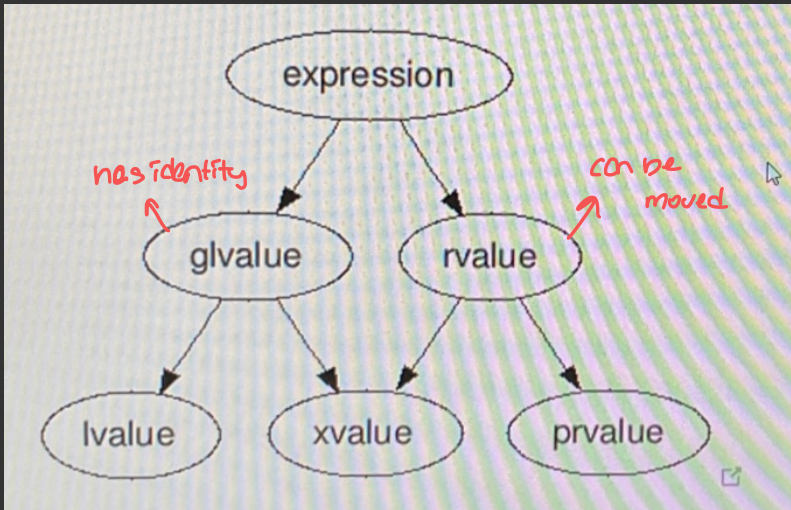 expression
has identity
can be
moved
glvalue
rvalue
lvalue
xvalue
prvalue